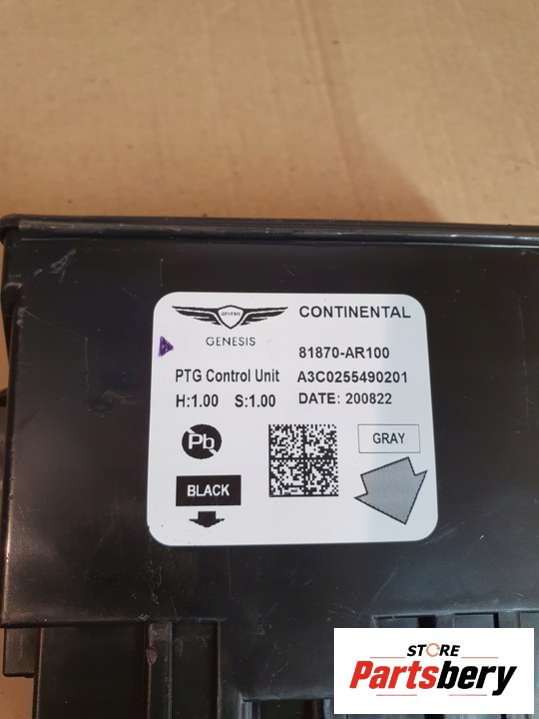 GENESIS
GENESIS
CONTINENTAL
81870-AR100
PTG Control Unit A3C0255490201
H:1.00 S:1.00 DATE: 200822
Pb
GRAY
BLACK
STORE
Partsbery